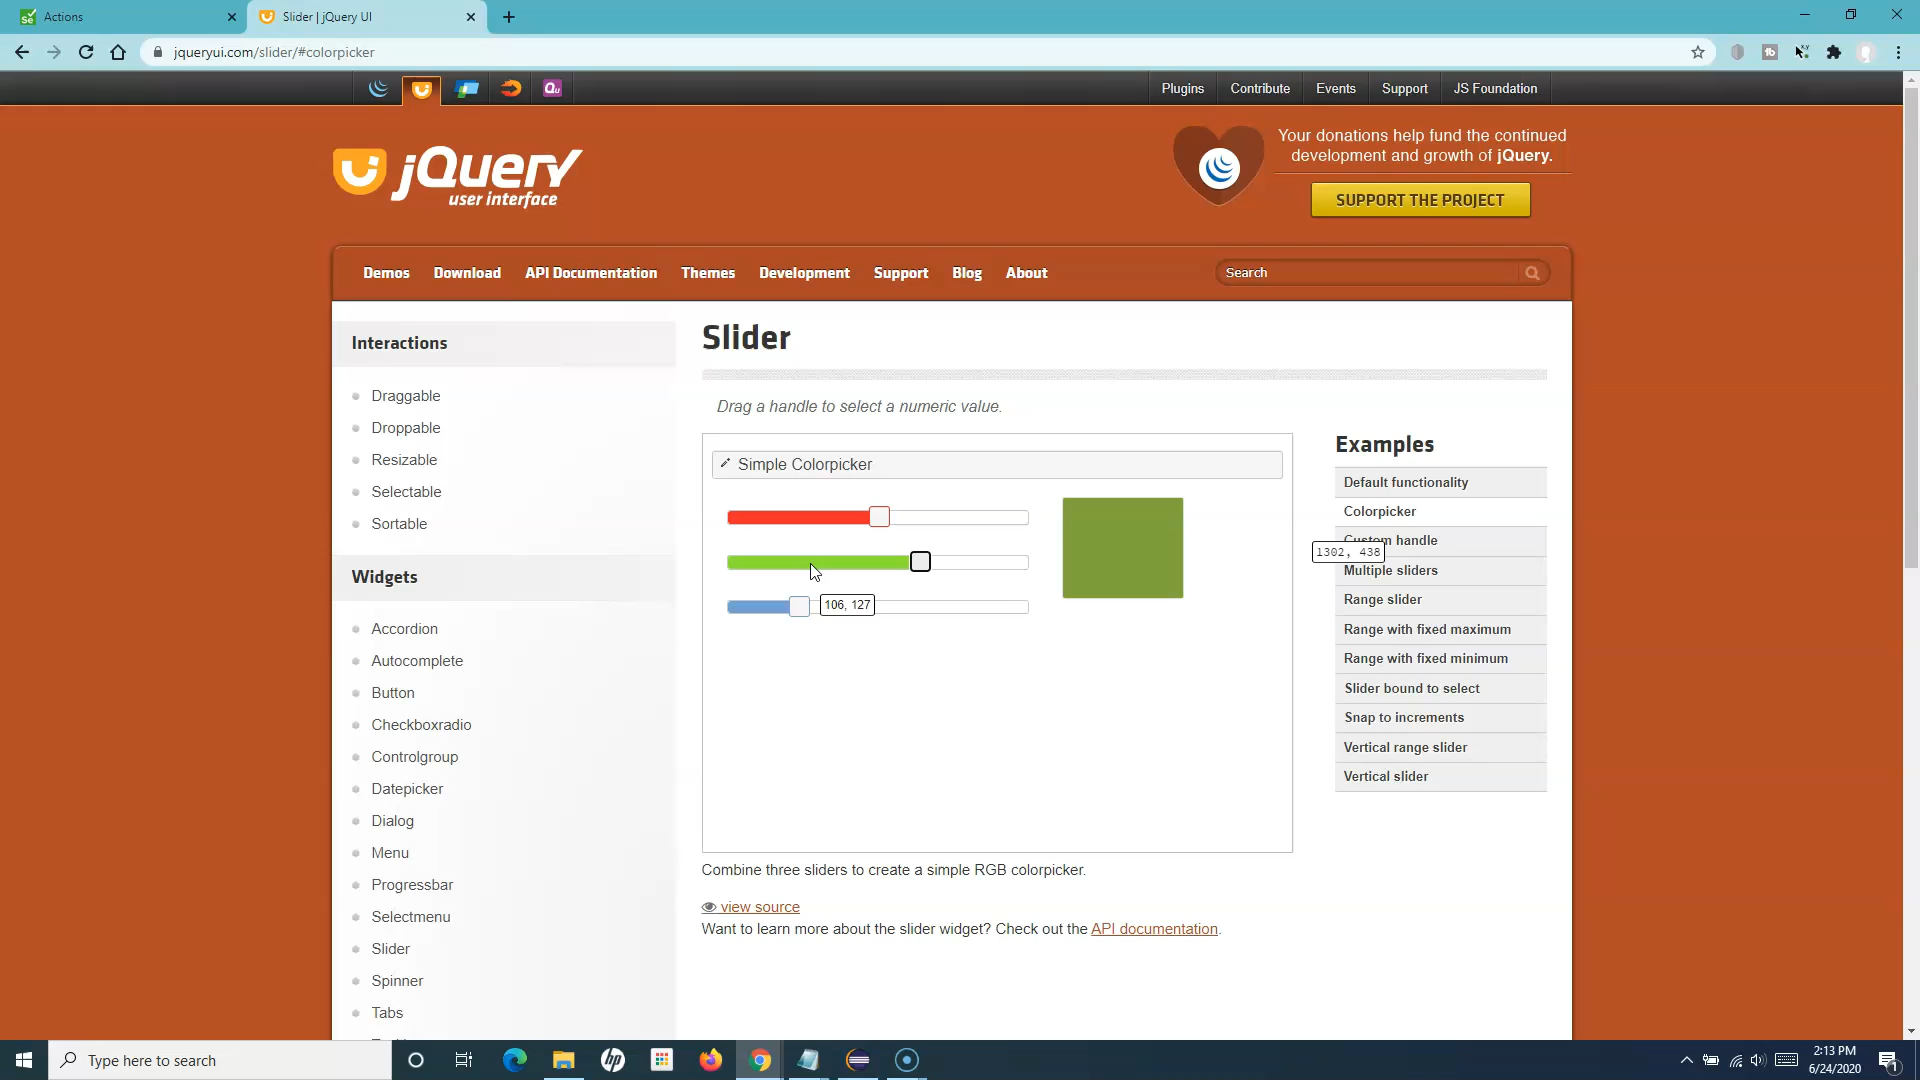 Actions
Slider | jQuery UI
jqueryui.com/slider/#colorpicker
Plugins
Contribute
Events
Support
JS Foundation
jQuery
user interface
Your donations help fund the continued
development and growth of jQuery.
SUPPORT THE PROJECT
Demos
Download
API Documentation
Themes
Development
Support
Blog
About
Search
Interactions
Draggable
Droppable
Resizable
Selectable
Sortable
Widgets
Accordion
Autocomplete
Button
Checkboxradio
Controlgroup
Datepicker
Dialog
Menu
Progressbar
Selectmenu
Slider
Spinner
Tabs
Slider
Drag a handle to select a numeric value.
Simple Colorpicker
106, 127
Combine three sliders to create a simple RGB colorpicker.
view source
Want to learn more about the slider widget? Check out the API documentation.
Examples
Default functionality
Colorpicker
Custom handle
1302, 438
Multiple sliders
Range slider
Range with fixed maximum
Range with fixed minimum
Slider bound to select
Snap to increments
Vertical range slider
Vertical slider
Type here to search
2:13 PM
6/24/2020